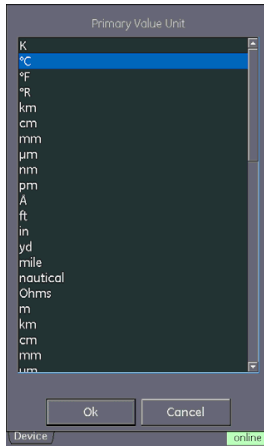 Primary Value Unit
K
°C
°F
°R
km
cm
mm
µm
nm
pm
A
ft
in
yd
mile
nautical
Ohms
m
km
cm
mm
µm
Ok
Cancel
Device
online